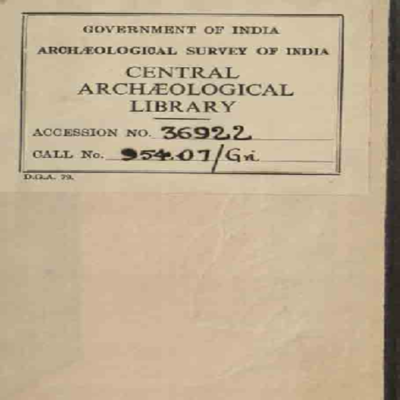 GOVERNMENT OF INDIA
ARCHÆOLOGICAL SURVEY OF INDIA
CENTRAL
ARCHÆOLOGICAL
LIBRARY
ACCESSION NO. 36922
CALL No. 954.07/Gri
D.G.A. 79.